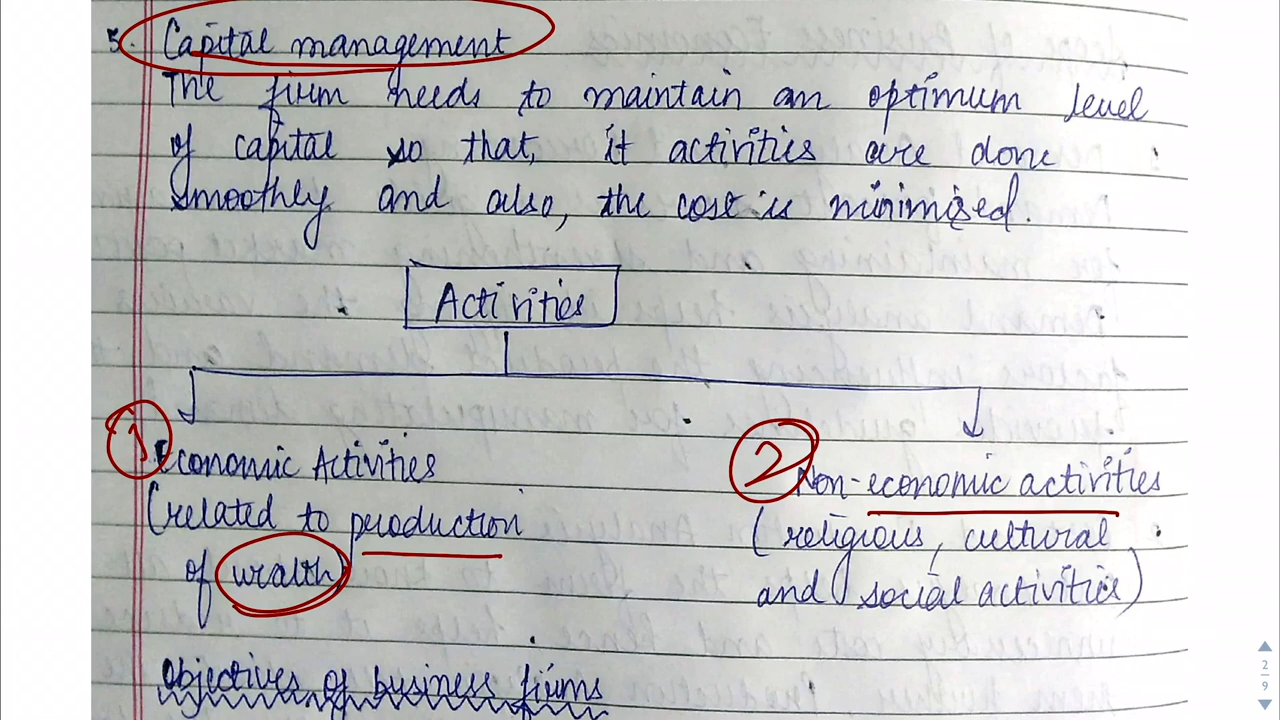 5. Capital management
The firm needs to maintain an optimum level
of capital so that, it activities are done
smoothly and also, the cost is minimized.
Activities
1
Economic Activities
(related to production
of wealth)
2
Non-economic activities
(religious, cultural
and social activities)
Objectives of business firms
2
9